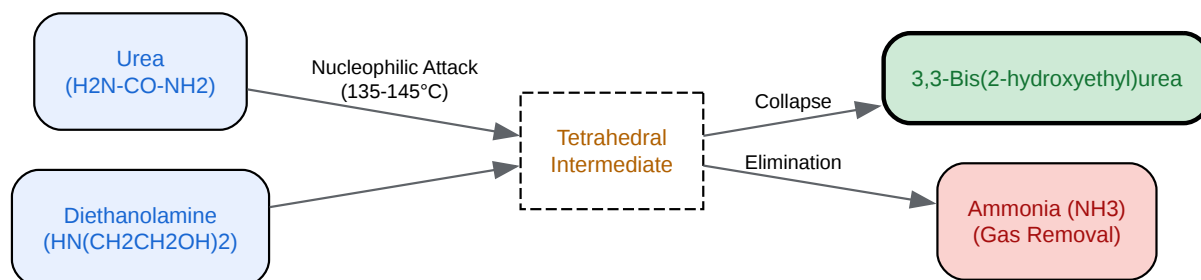 Urea
(H2N-CO-NH2)
Nucleophilic Attack
(135-145°C)
Diethanolamine
(HN(CH2CH2OH)2)
Tetrahedral
Intermediate
Collapse
Elimination
3,3-Bis(2-hydroxyethyl)urea
Ammonia (NH3)
(Gas Removal)